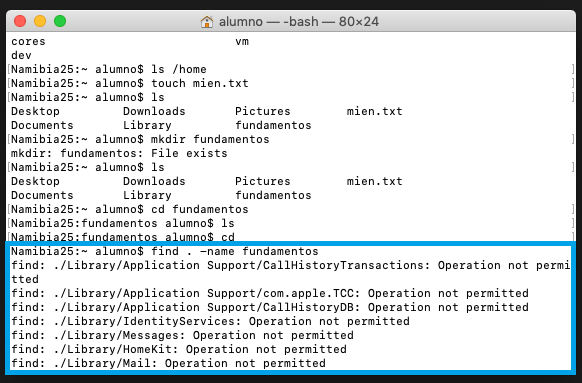 alumno — -bash — 80×24
cores vm
dev
[Namibia25:~ alumno$ ls /home ]
[Namibia25:~ alumno$ touch mien.txt ]
[Namibia25:~ alumno$ ls ]
Desktop Downloads Pictures mien.txt
Documents Library fundamentos
[Namibia25:~ alumno$ mkdir fundamentos ]
mkdir: fundamentos: File exists
[Namibia25:~ alumno$ ls ]
Desktop Downloads Pictures mien.txt
Documents Library fundamentos
[Namibia25:~ alumno$ cd fundamentos ]
[Namibia25:fundamentos alumno$ ls ]
[Namibia25:fundamentos alumno$ cd ]
Namibia25:~ alumno$ find . -name fundamentos
find: ./Library/Application Support/CallHistoryTransactions: Operation not permi
tted
find: ./Library/Application Support/com.apple.TCC: Operation not permitted
find: ./Library/Application Support/CallHistoryDB: Operation not permitted
find: ./Library/IdentityServices: Operation not permitted
find: ./Library/Messages: Operation not permitted
find: ./Library/HomeKit: Operation not permitted
find: ./Library/Mail: Operation not permitted